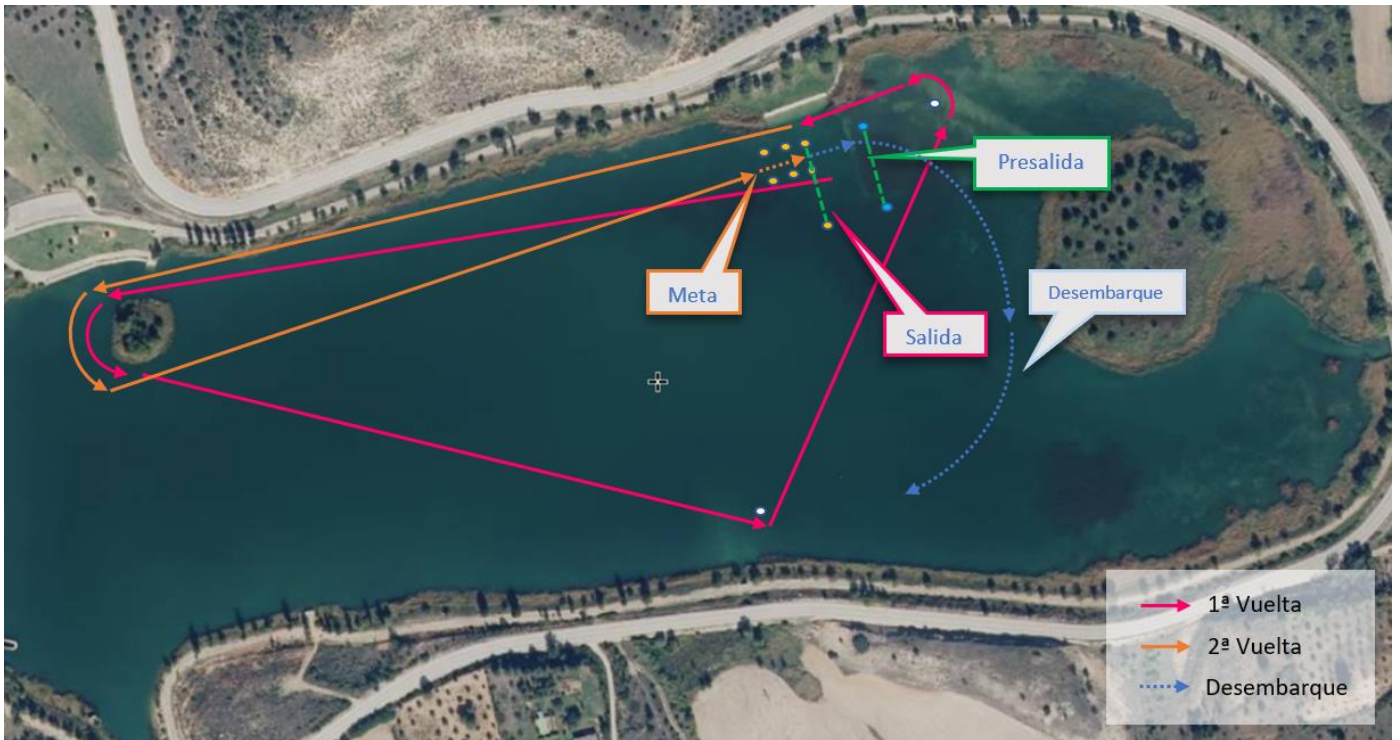 Presalida
Meta
Desembarque
Salida
1ª Vuelta
2ª Vuelta
Desembarque